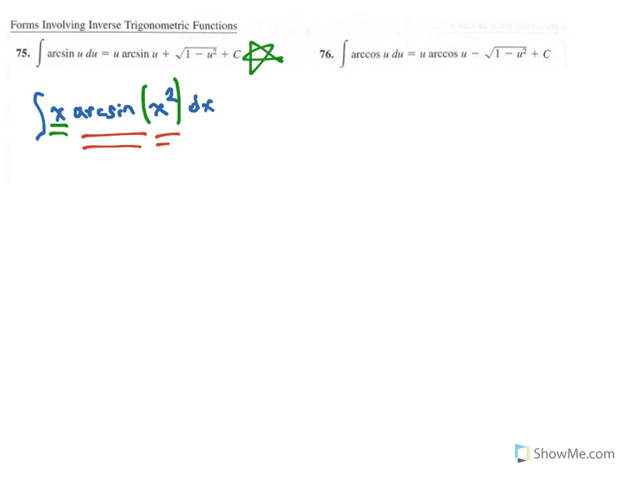 Forms Involving Inverse Trigonometric Functions
75. ∫ arcsin u du = u arcsin u + √(1 − u²) + C
76. ∫ arccos u du = u arccos u − √(1 − u²) + C
∫ x arcsin (x²) dx
ShowMe.com